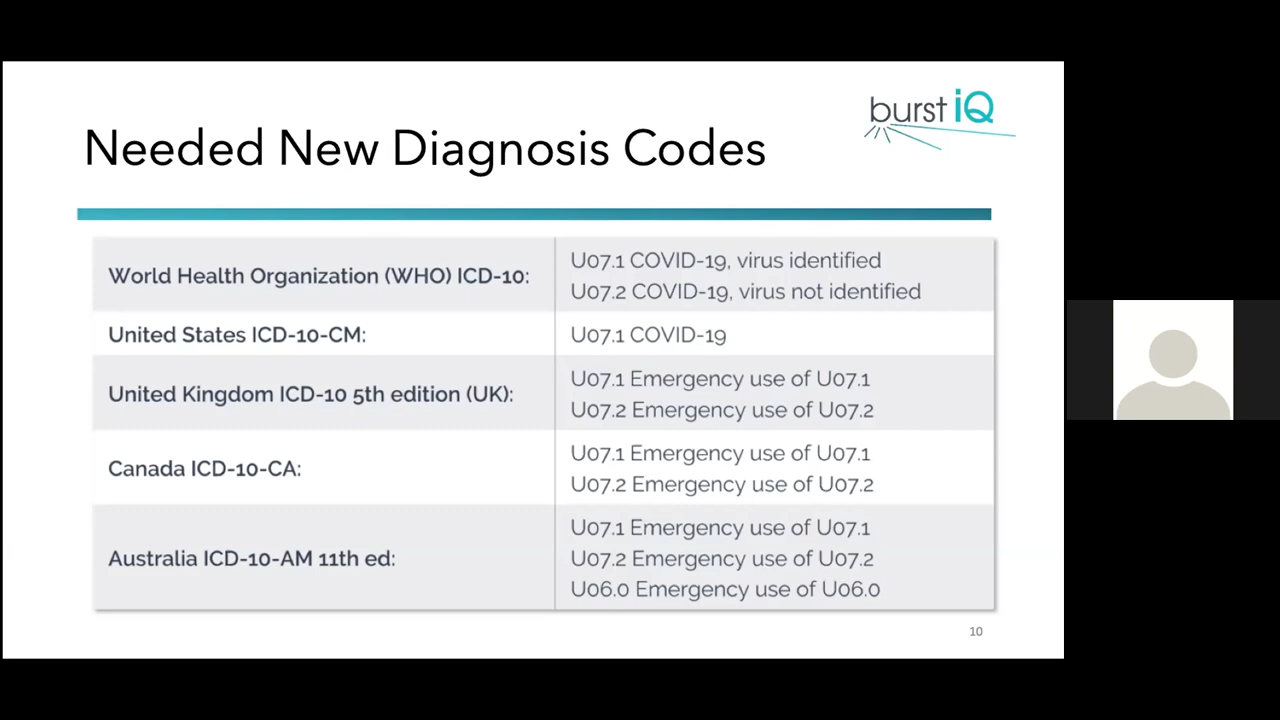 burst iQ
Needed New Diagnosis Codes
World Health Organization (WHO) ICD-10:
U07.1 COVID-19, virus identified
U07.2 COVID-19, virus not identified
United States ICD-10-CM:
U07.1 COVID-19
United Kingdom ICD-10 5th edition (UK):
U07.1 Emergency use of U07.1
U07.2 Emergency use of U07.2
Canada ICD-10-CA:
U07.1 Emergency use of U07.1
U07.2 Emergency use of U07.2
Australia ICD-10-AM 11th ed:
U07.1 Emergency use of U07.1
U07.2 Emergency use of U07.2
U06.0 Emergency use of U06.0
10